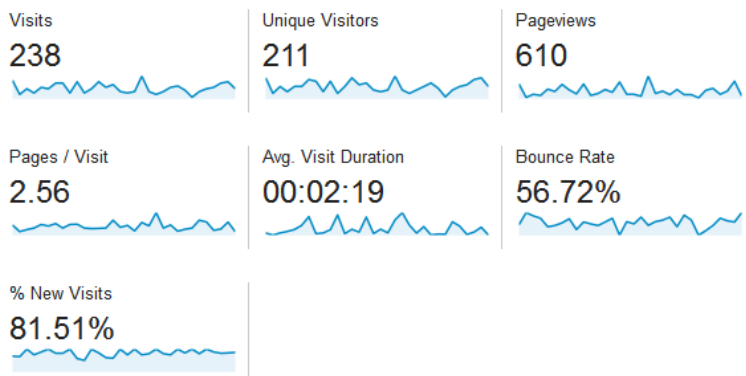 Visits
238
Unique Visitors
211
Pageviews
610
Pages / Visit
2.56
Avg. Visit Duration
00:02:19
Bounce Rate
56.72%
% New Visits
81.51%